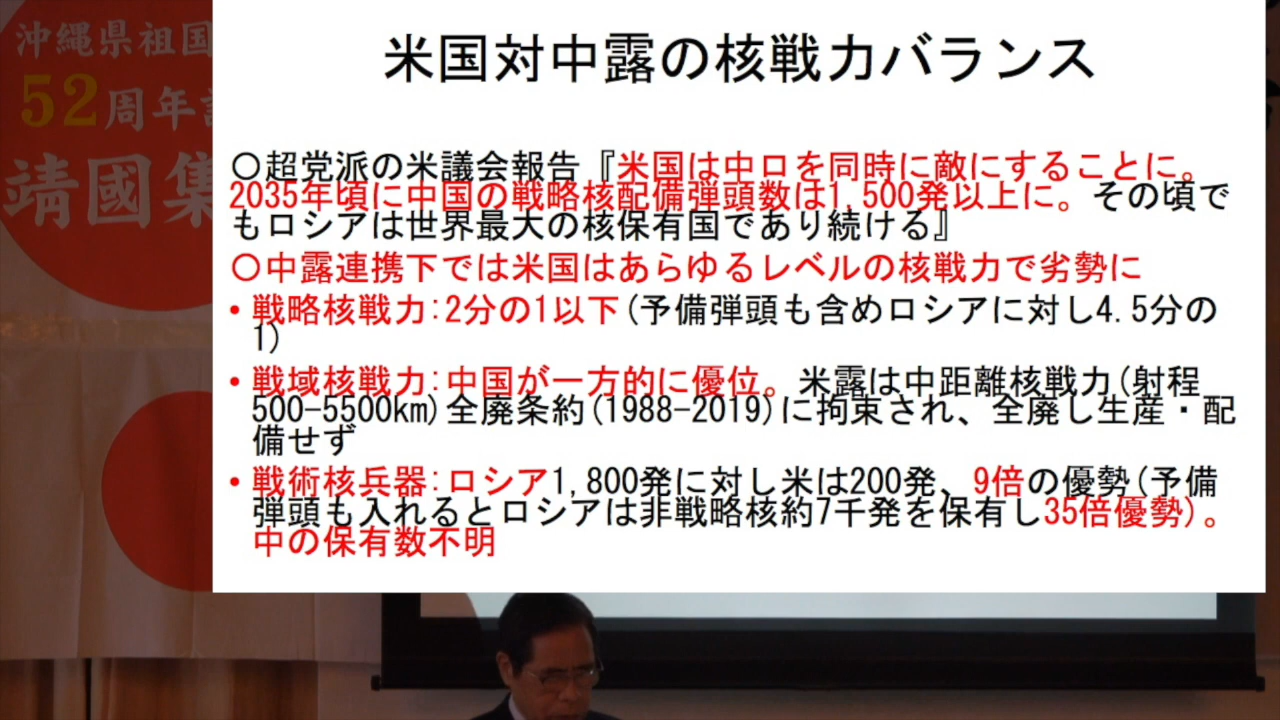 沖縄県祖国
52周年
靖國集
米国対中露の核戦力バランス
〇超党派の米議会報告『米国は中ロを同時に敵にすることに。
2035年頃に中国の戦略核配備弾頭数は1,500発以上に。その頃で
もロシアは世界最大の核保有国であり続ける』
〇中露連携下では米国はあらゆるレベルの核戦力で劣勢に
• 戦略核戦力:2分の1以下(予備弾頭も含めロシアに対し4.5分の
1)
• 戦域核戦力:中国が一方的に優位。米露は中距離核戦力(射程
500-5500km)全廃条約(1988-2019)に拘束され、全廃し生産・配
備せず
• 戦術核兵器:ロシア1,800発に対し米は200発、9倍の優勢(予備
弾頭も入れるとロシアは非戦略核約7千発を保有し35倍優勢)。
中の保有数不明